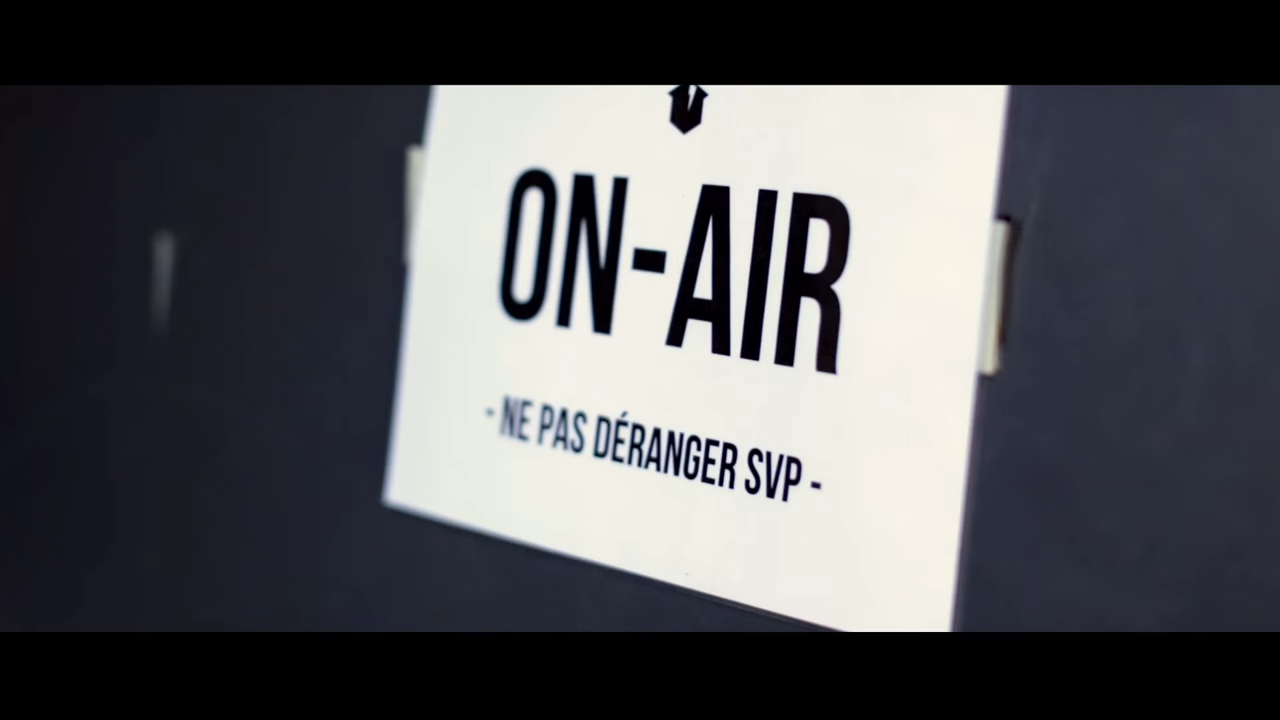 ON-AIR
- NE PAS DÉRANGER SVP -